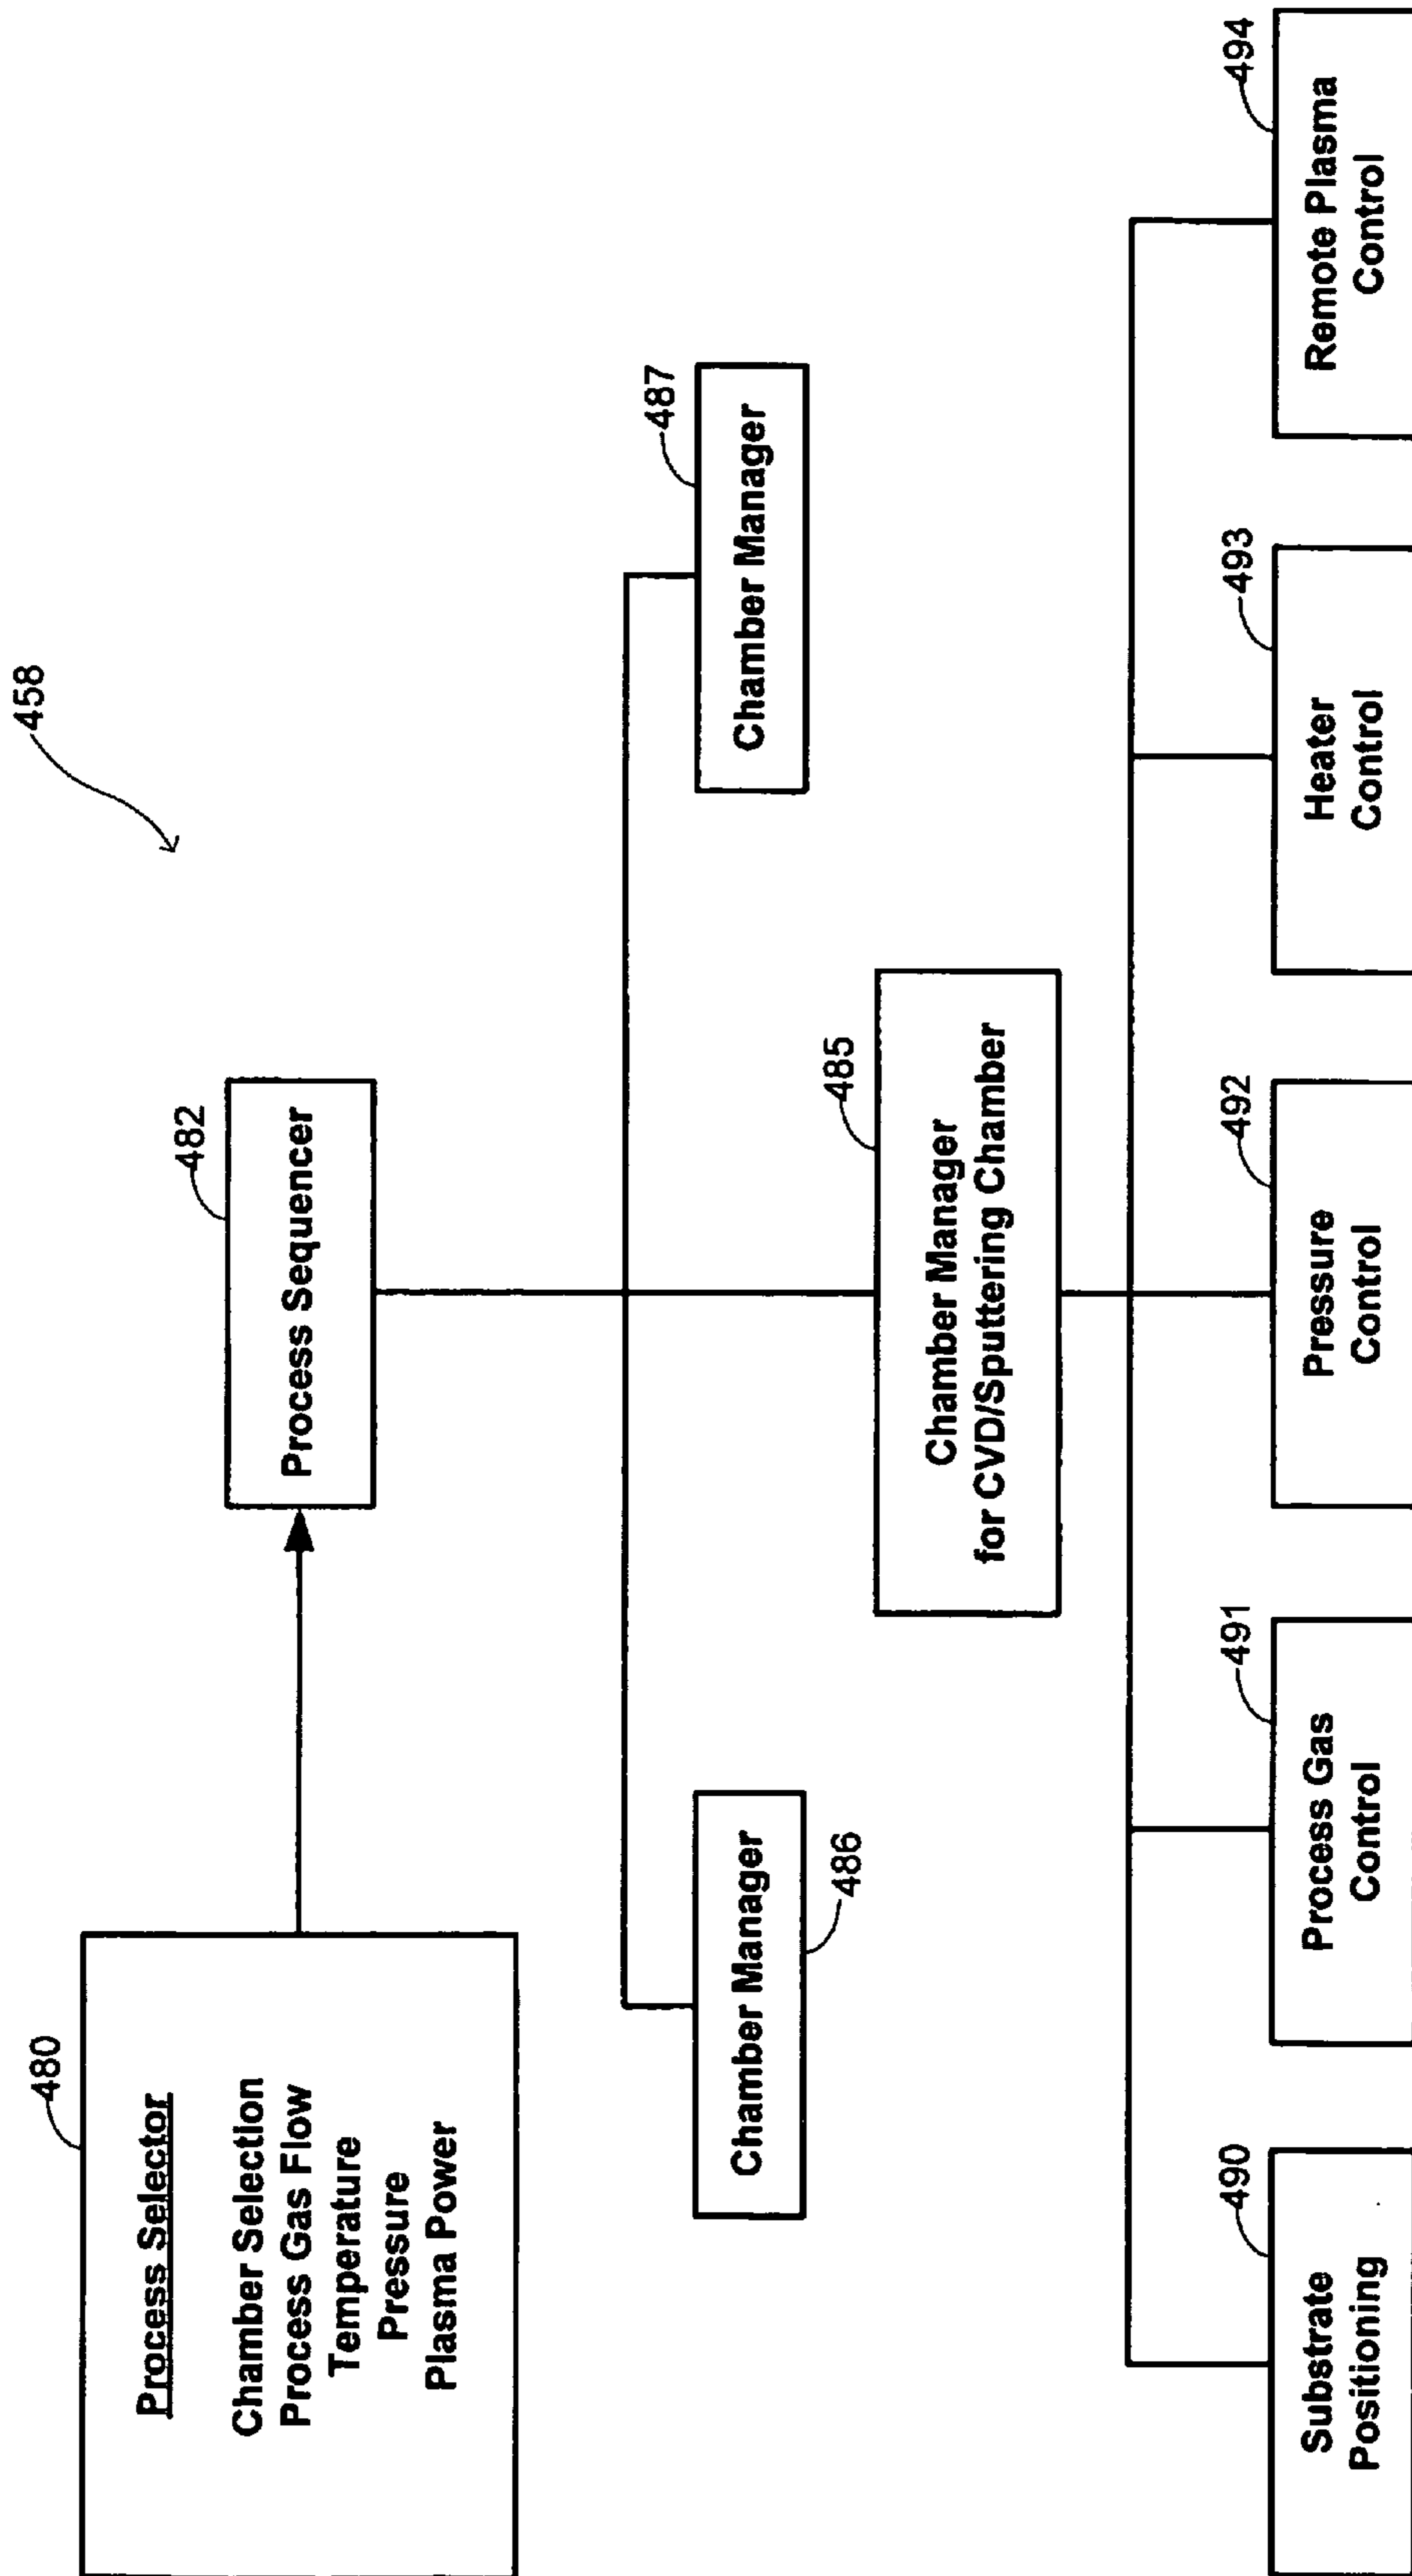 458
480
Process Selector
Chamber Selection
Process Gas Flow
Temperature
Pressure
Plasma Power
482
Process Sequencer
Chamber Manager
486
487
Chamber Manager
485
Chamber Manager
for CVD/Sputtering Chamber
490
Substrate
Positioning
491
Process Gas
Control
492
Pressure
Control
493
Heater
Control
494
Remote Plasma
Control